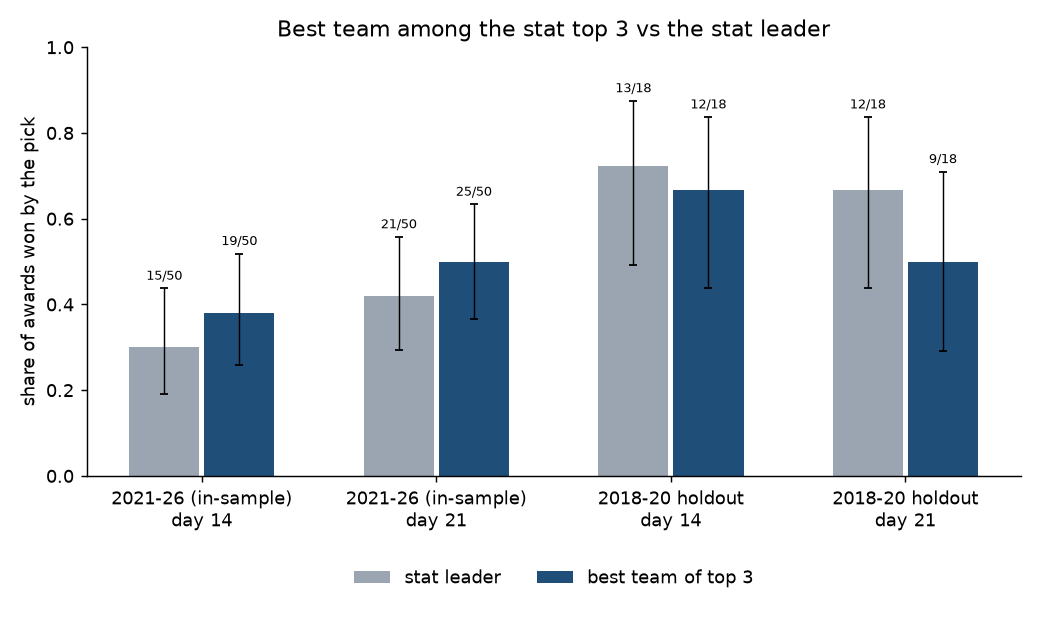 Best team among the stat top 3 vs the stat leader
share of awards won by the pick
1.0
0.8
0.6
0.4
0.2
0.0
15/50
19/50
21/50
25/50
13/18
12/18
12/18
9/18
2021-26 (in-sample)
day 14
2021-26 (in-sample)
day 21
2018-20 holdout
day 14
2018-20 holdout
day 21
stat leader
best team of top 3